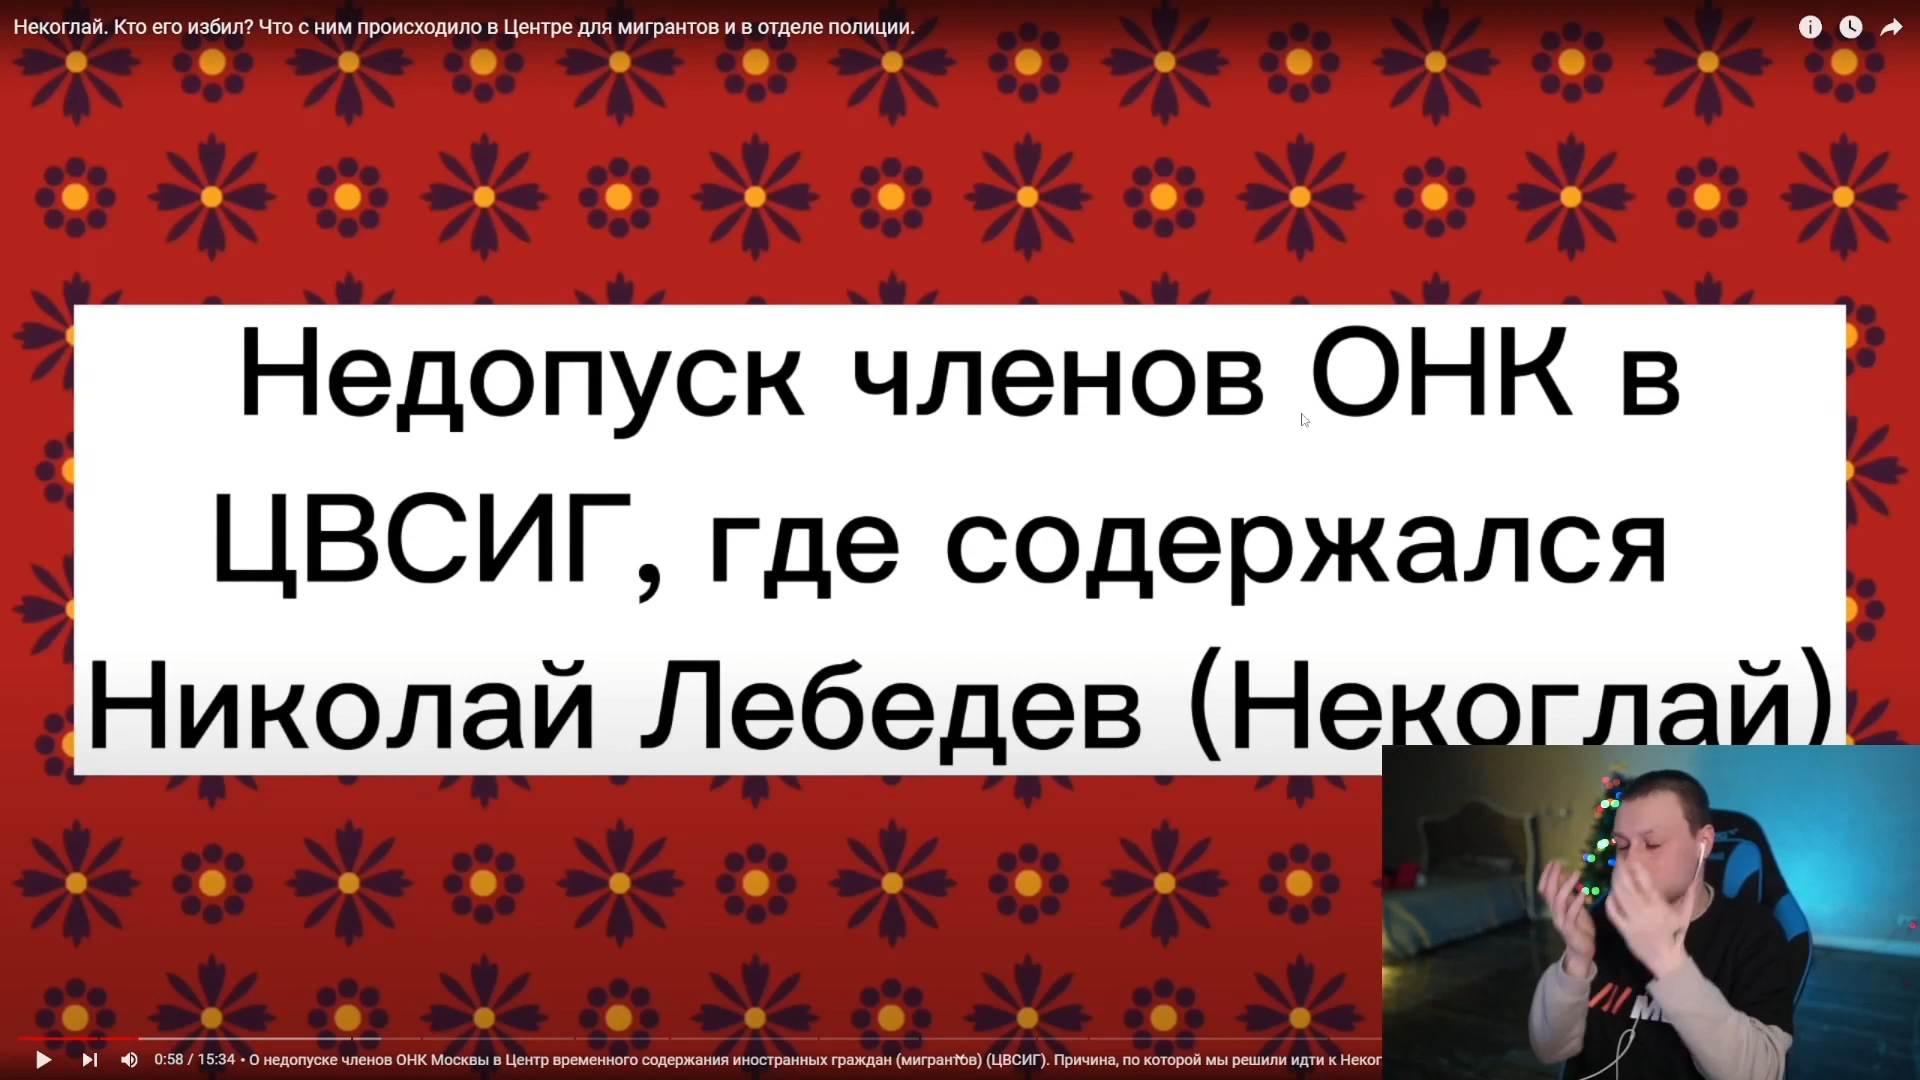 Некоглай. Кто его избил? Что с ним происходило в Центре для мигрантов и в отделе полиции.
Недопуск членов ОНК в
ЦВСИГ, где содержался
Николай Лебедев (Некоглай)
0:58 / 15:34 • О недопуске членов ОНК Москвы в Центр временного содержания иностранных граждан (мигрантов) (ЦВСИГ). Причина, по которой мы решили идти к Неког